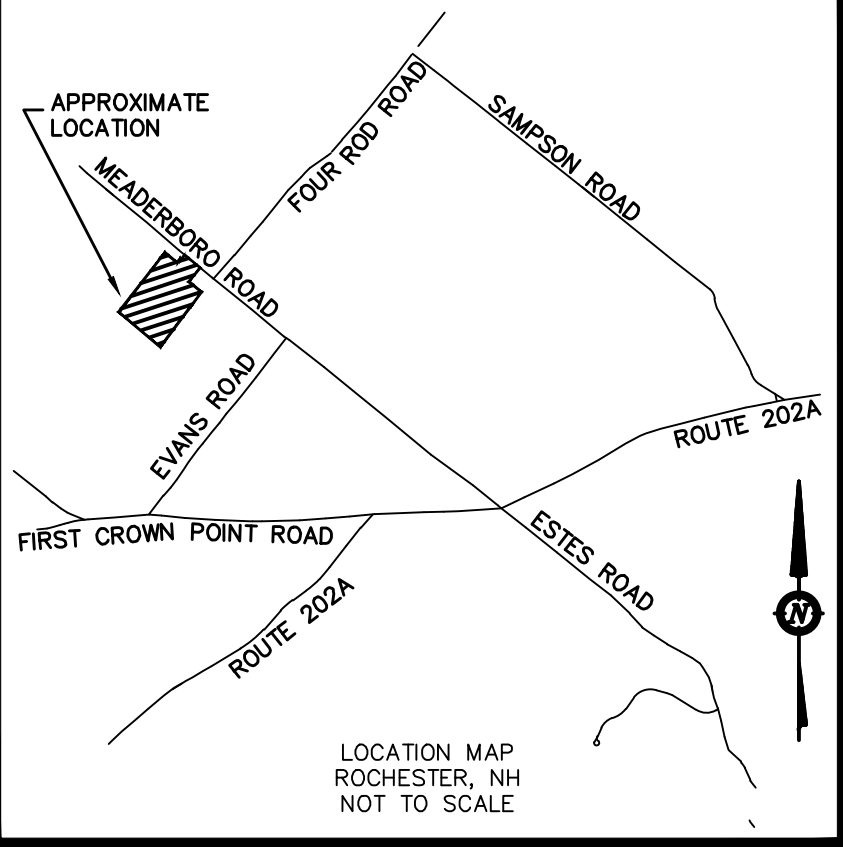 APPROXIMATE
LOCATION
MEADERBORO ROAD
FOUR ROD ROAD
SAMPSON ROAD
EVANS ROAD
ROUTE 202A
FIRST CROWN POINT ROAD
ESTES ROAD
ROUTE 202A
N
LOCATION MAP
ROCHESTER, NH
NOT TO SCALE